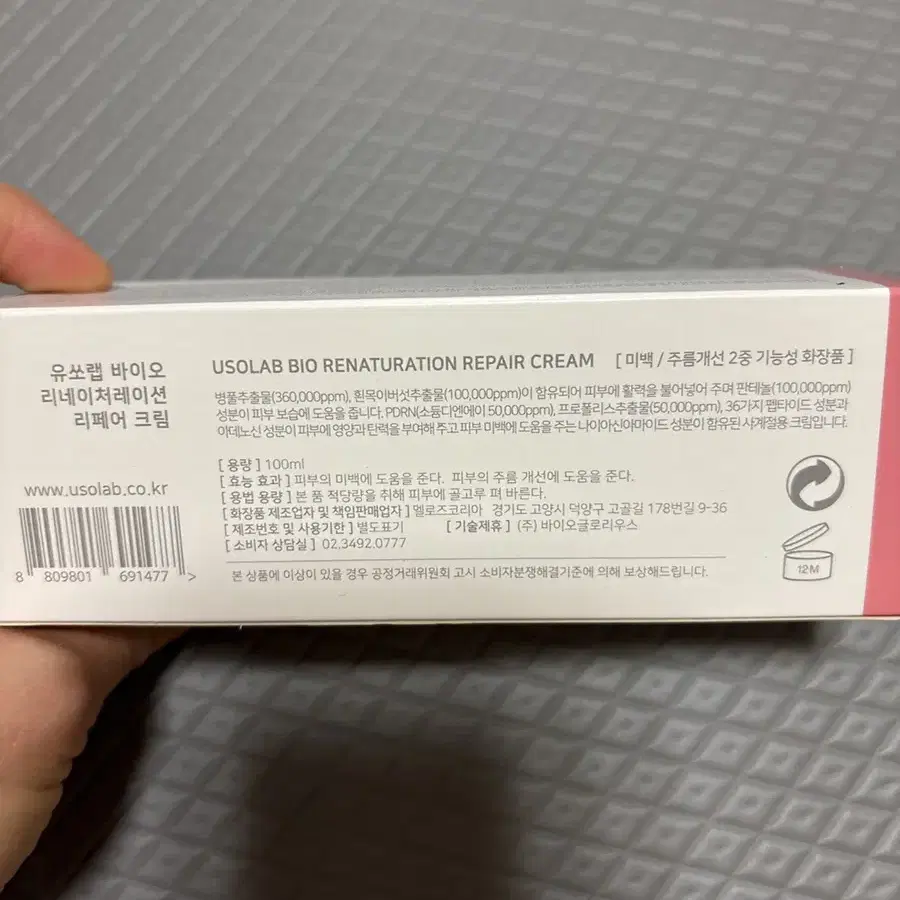 유쏘랩 바이오
리네이처레이션
리페어 크림
www.usolab.co.kr
8 809801 691477 >
USOLAB BIO RENATURATION REPAIR CREAM [ 미백 / 주름개선 2중 기능성 화장품 ]
병풀추출물(360,000ppm), 흰목이버섯추출물(100,000ppm)이 함유되어 피부에 활력을 불어넣어 주며 판테놀(100,000ppm)
성분이 피부 보습에 도움을 줍니다. PDRN(소듐디엔에이 50,000ppm), 프로폴리스추출물(50,000ppm), 36가지 펩타이드 성분과
아데노신 성분이 피부에 영양과 탄력을 부여해 주고 피부 미백에 도움을 주는 나이아신아마이드 성분이 함유된 사계절용 크림입니다.
[ 용량 ] 100ml
[ 효능 효과 ] 피부의 미백에 도움을 준다. 피부의 주름 개선에 도움을 준다.
[ 용법 용량 ] 본 품 적당량을 취해 피부에 골고루 펴 바른다.
[ 화장품 제조업자 및 책임판매업자 ] 멜로즈코리아 경기도 고양시 덕양구 고골길 178번길 9-36
[ 제조번호 및 사용기한 ] 별도표기 [ 기술제휴 ] (주) 바이오글로리우스
[ 소비자 상담실 ] 02.3492.0777
본 상품에 이상이 있을 경우 공정거래위원회 고시 소비자분쟁해결기준에 의해 보상해드립니다.
12M